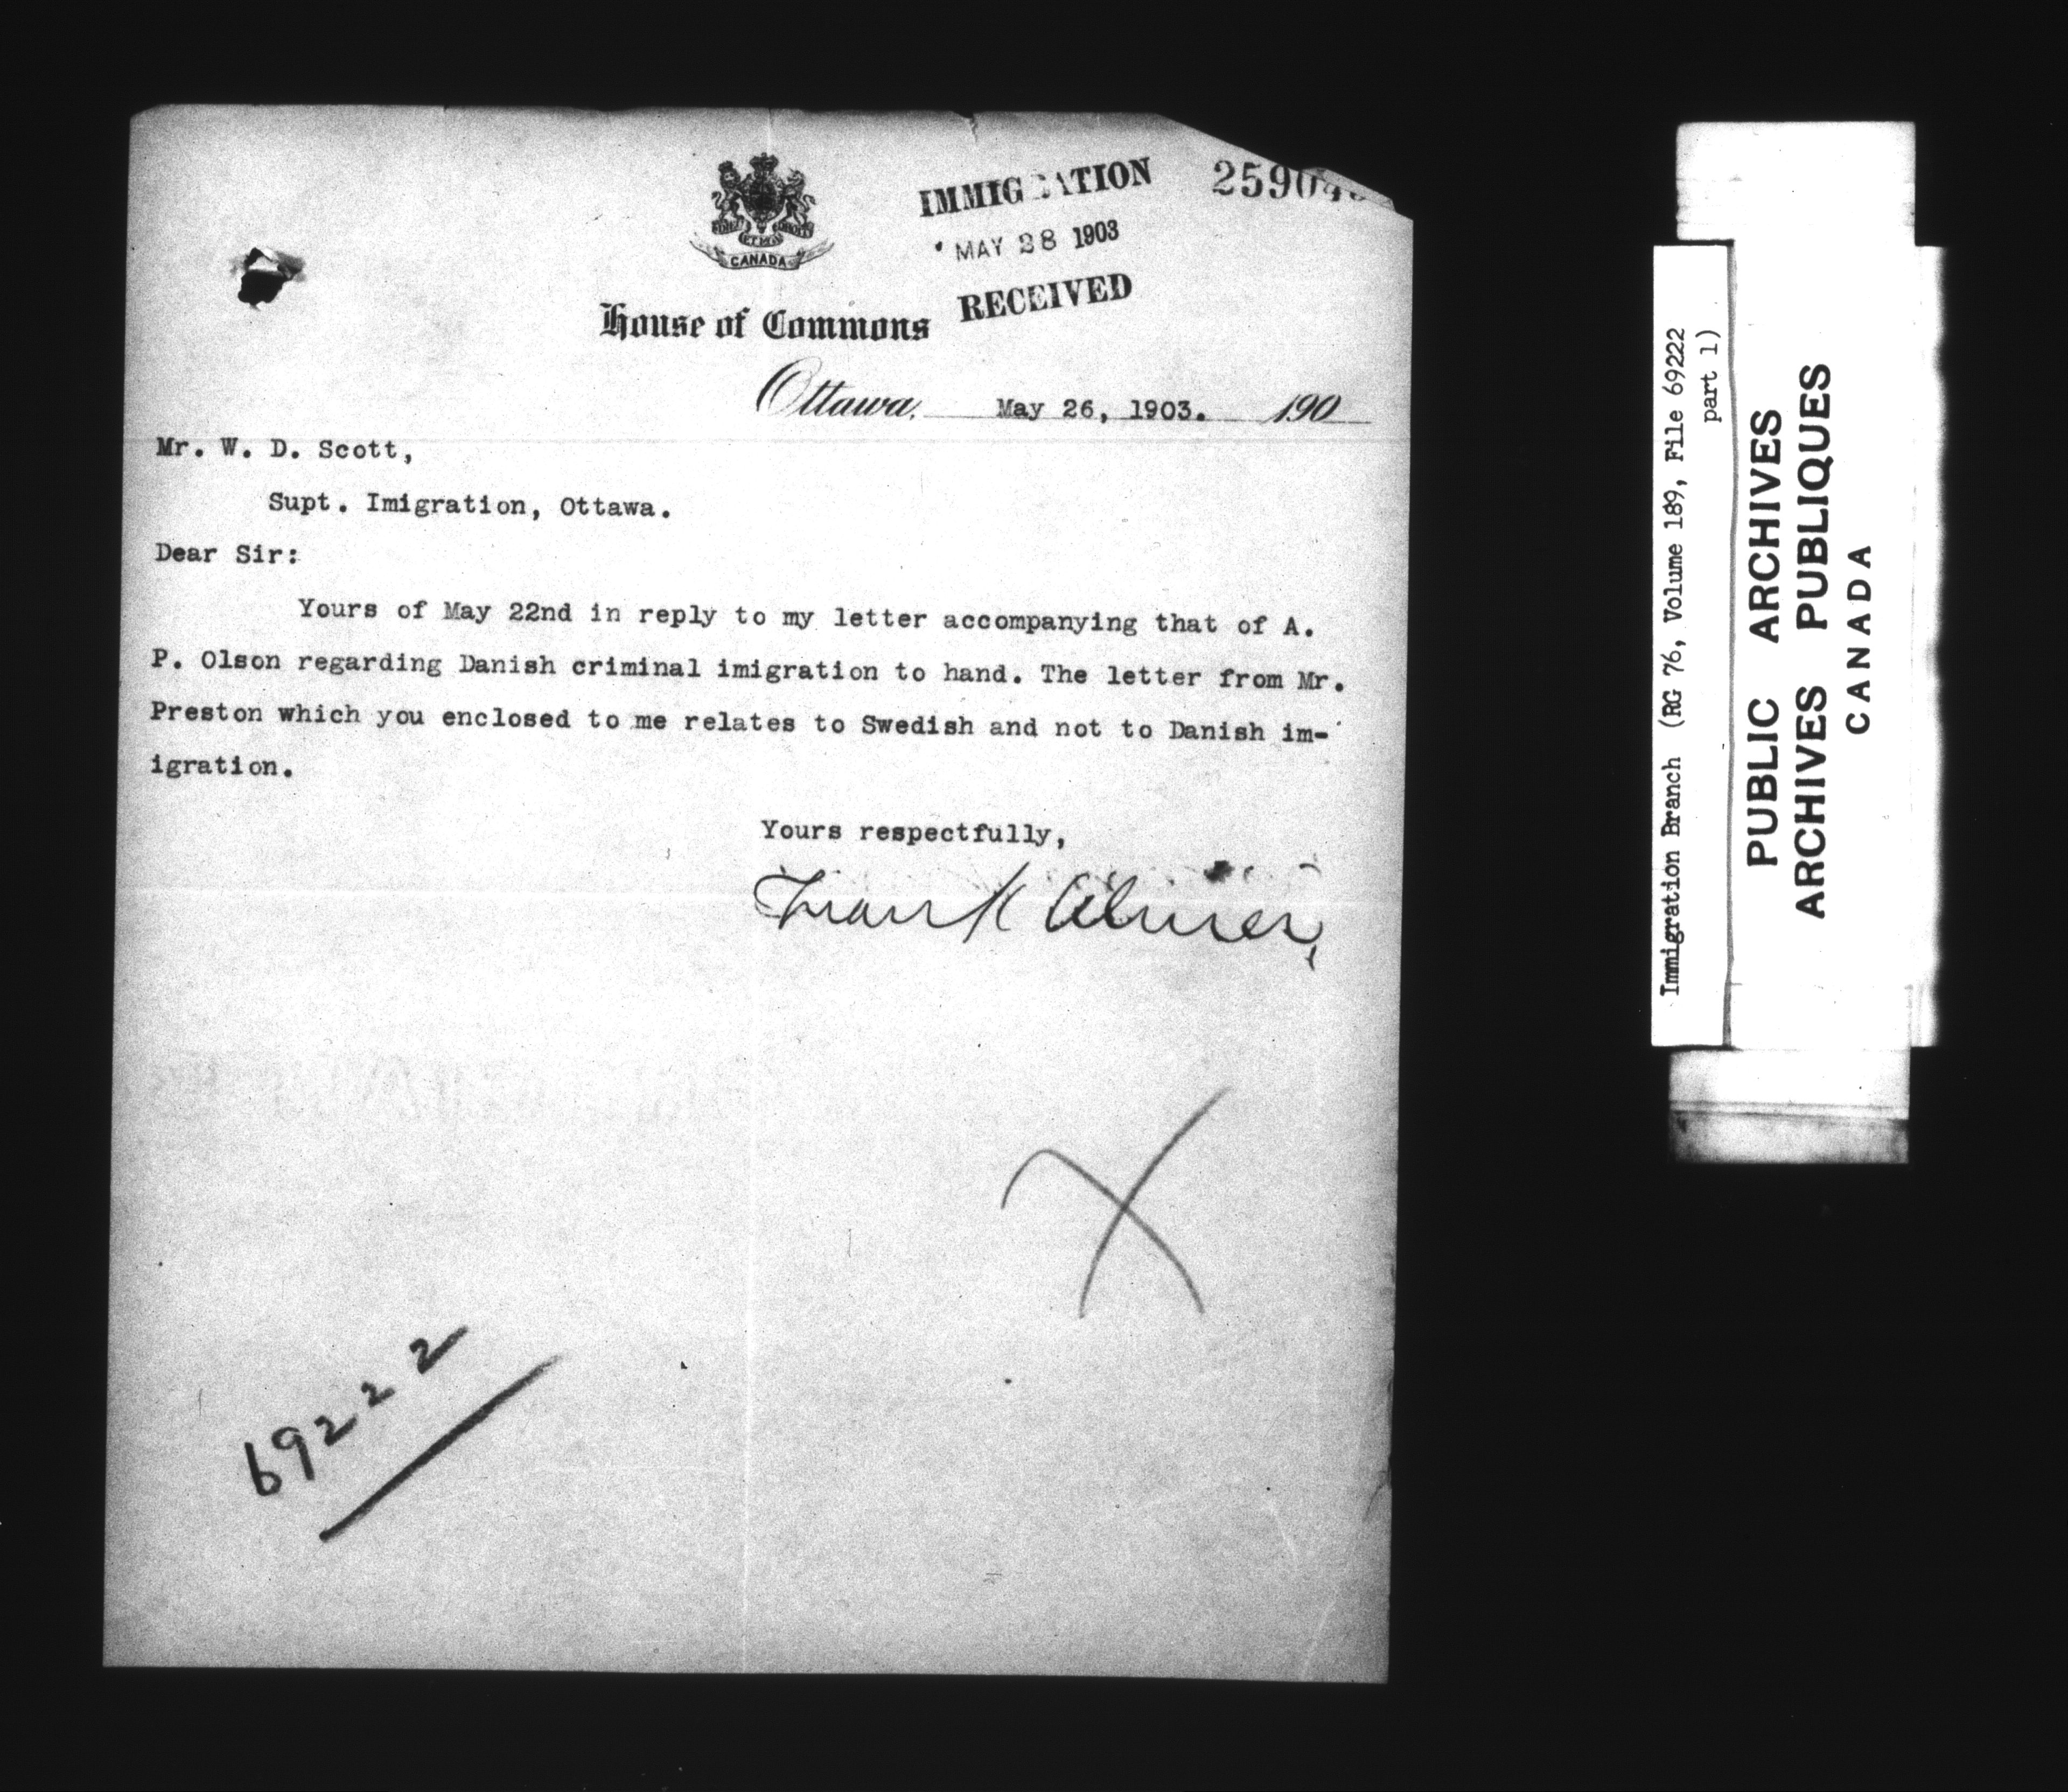 CANADA
IMMIGRATION
MAY 28 1903
RECEIVED
House of Commons
Ottawa, May 26, 1903. 190
Mr. W. D. Scott,
Supt. Imigration, Ottawa.
Dear Sir:
Yours of May 22nd in reply to my letter accompanying that of A.
P. Olson regarding Danish criminal imigration to hand. The letter from Mr.
Preston which you enclosed to me relates to Swedish and not to Danish im-
igration.
Yours respectfully,
Frank Oliver,
69222
Immigration Branch (RG 76, Volume 189, File 69222
part 1)
PUBLIC ARCHIVES
ARCHIVES PUBLIQUES
CANADA